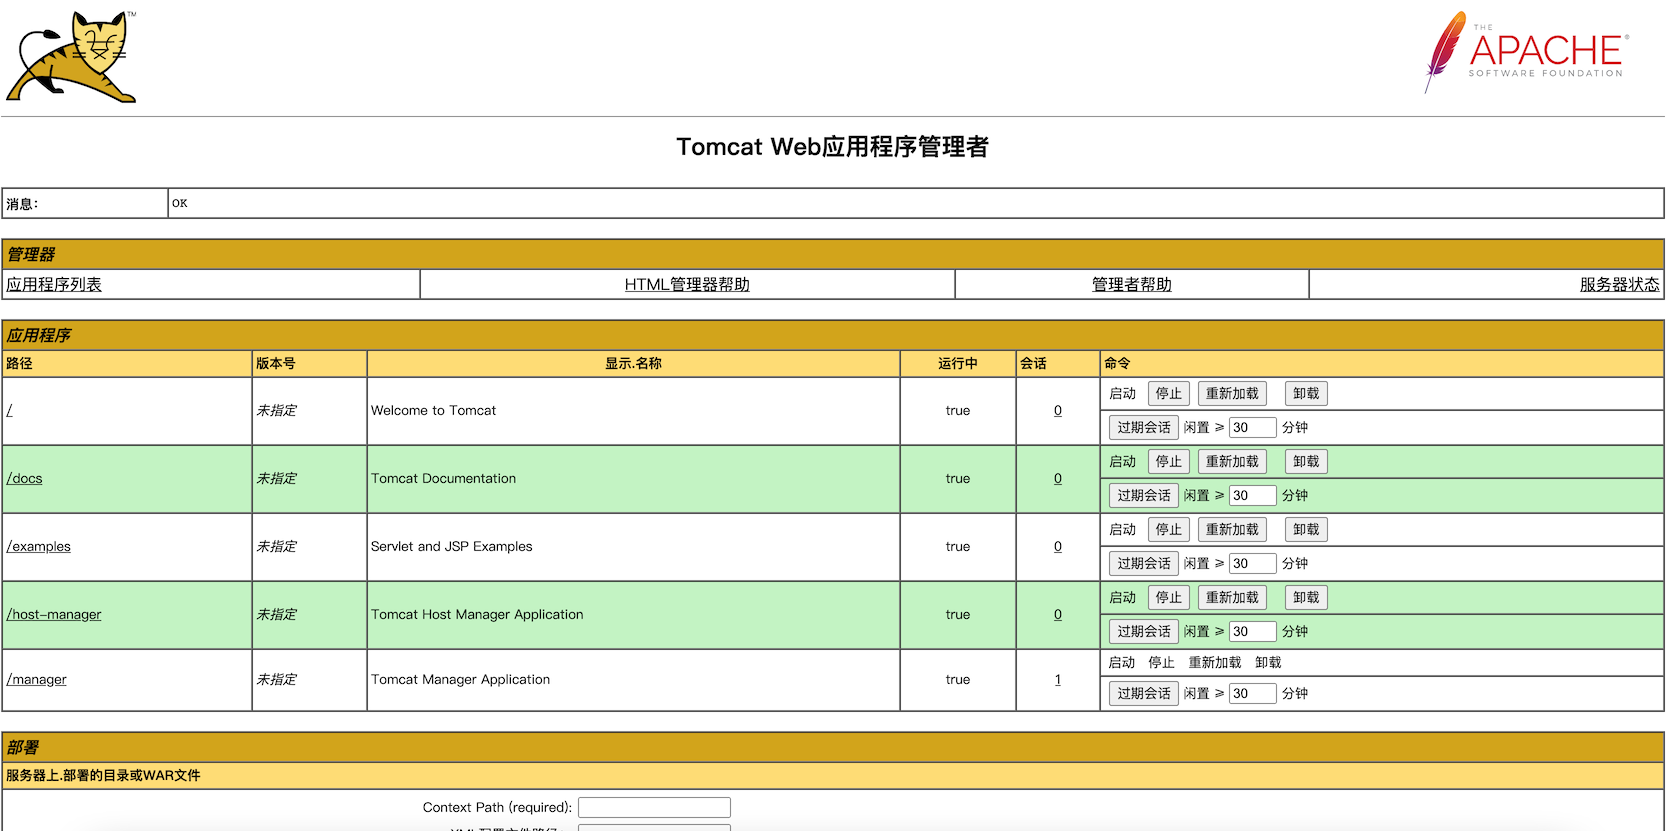 TM
THE
APACHE®
SOFTWARE FOUNDATION
Tomcat Web应用程序管理者
消息: OK
管理器
应用程序列表 HTML管理器帮助 管理者帮助 服务器状态
应用程序
路径 版本号 显示.名称 运行中 会话 命令
/ 未指定 Welcome to Tomcat true 0 启动 停止 重新加载 卸载
过期会话 闲置 ≥ 30 分钟
/docs 未指定 Tomcat Documentation true 0 启动 停止 重新加载 卸载
过期会话 闲置 ≥ 30 分钟
/examples 未指定 Servlet and JSP Examples true 0 启动 停止 重新加载 卸载
过期会话 闲置 ≥ 30 分钟
/host-manager 未指定 Tomcat Host Manager Application true 0 启动 停止 重新加载 卸载
过期会话 闲置 ≥ 30 分钟
/manager 未指定 Tomcat Manager Application true 1 启动 停止 重新加载 卸载
过期会话 闲置 ≥ 30 分钟
部署
服务器上.部署的目录或WAR文件
Context Path (required):